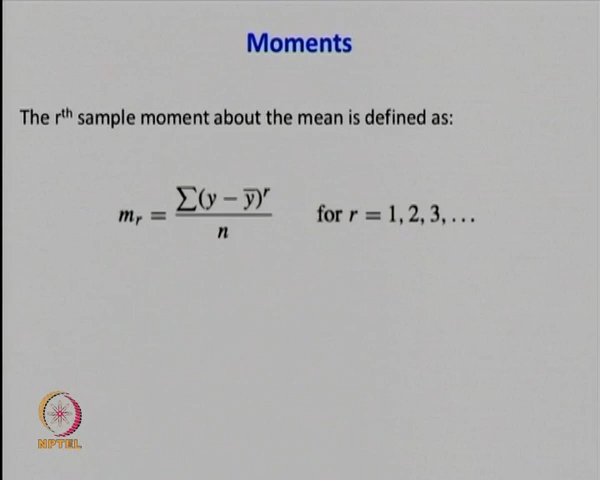 Moments
The rth sample moment about the mean is defined as:
mr = ∑(y − ȳ)^r / n for r = 1, 2, 3, . . .
NPTEL